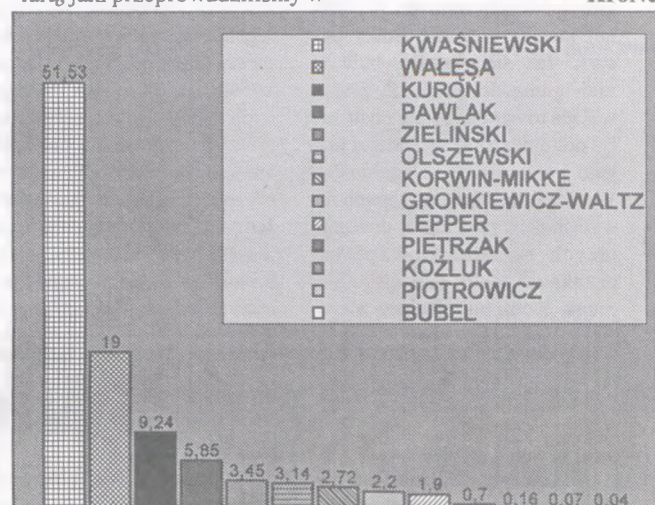 jaki przeprowadziliśmy w
KWAŚNIEWSKI
WAŁĘSA
KUROŃ
PAWLAK
ZIELIŃSKI
OLSZEWSKI
KORWIN-MIKKE
GRONKIEWICZ-WALTZ
LEPPER
PIETRZAK
KOŹLUK
PIOTROWICZ
BUBEL
51,53
19
9,24
5,85
3,45
3,14
2,72
2,2
1,9
0,7
0,16
0,07
0,04